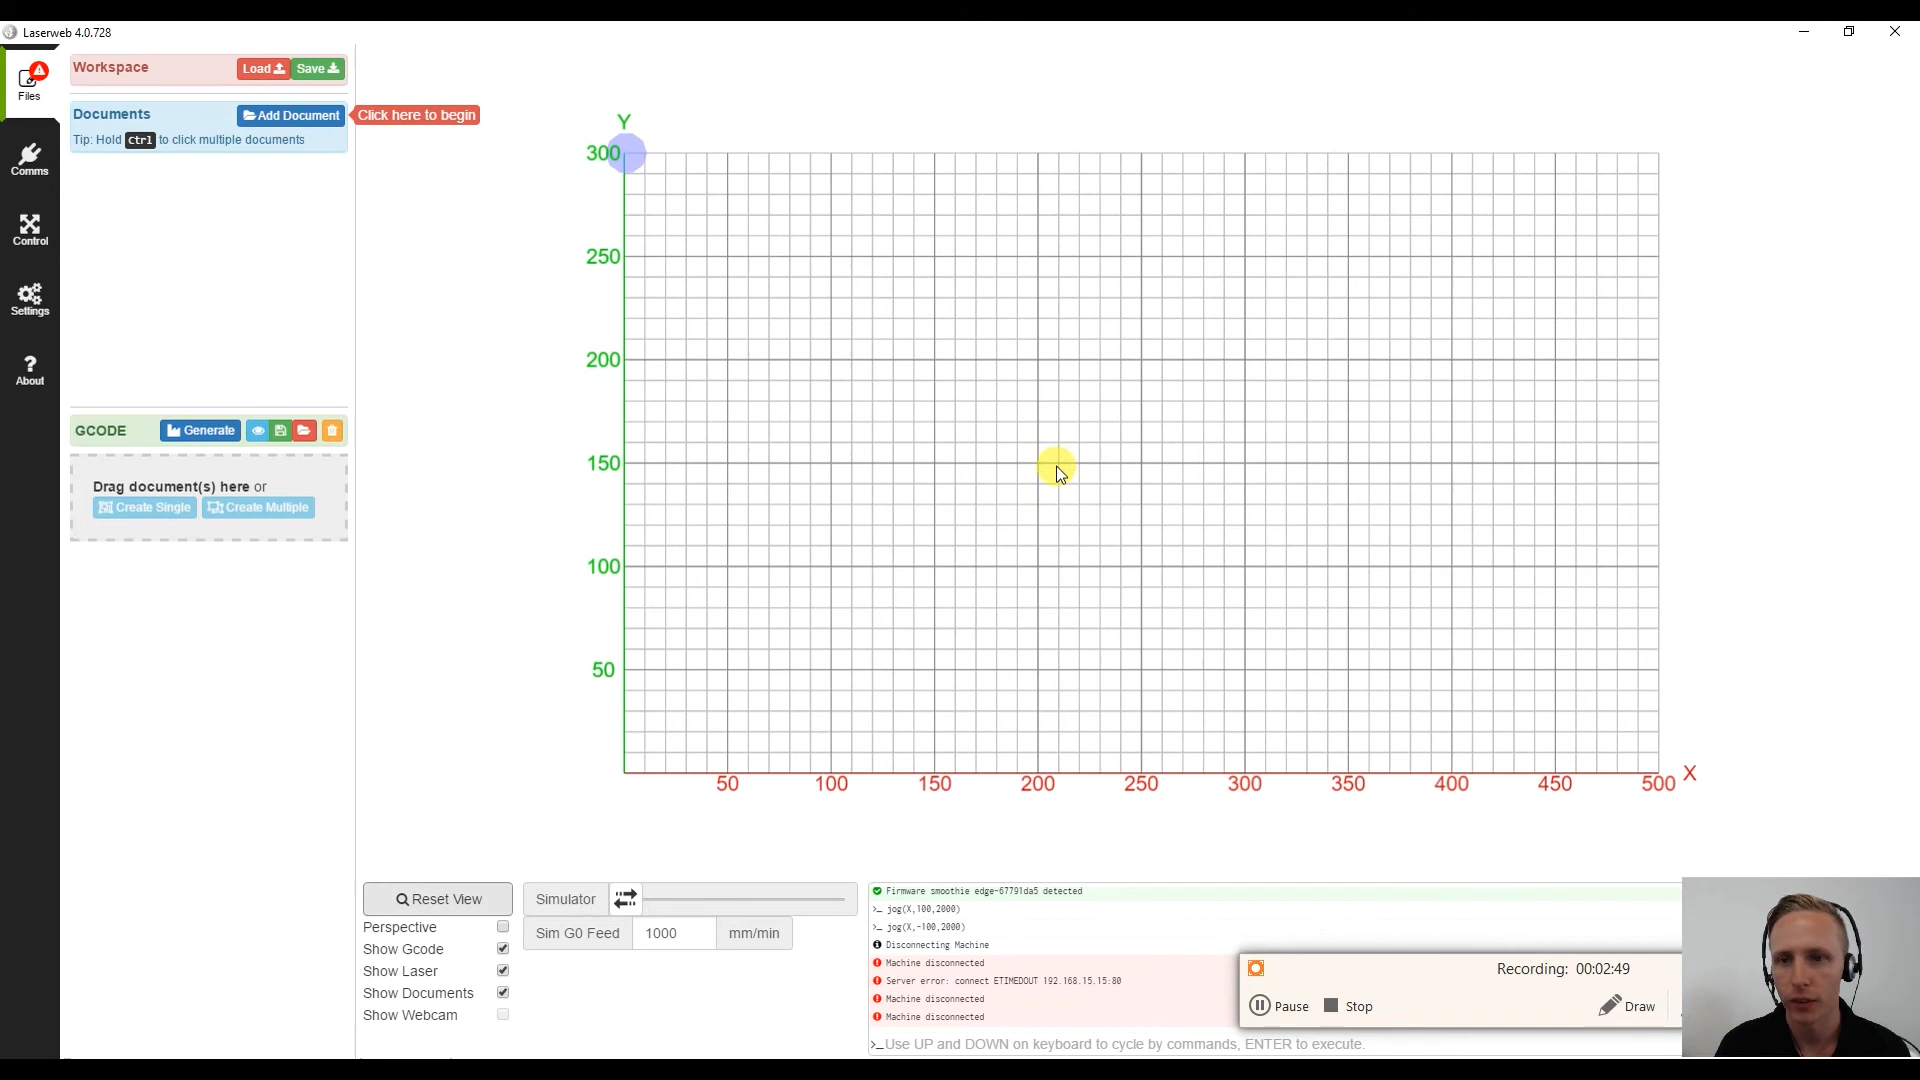 Laserweb 4.0.728
Files
Comms
Control
Settings
? About
Workspace
Load
Save
Documents
Add Document
Click here to begin
Tip: Hold Ctrl to click multiple documents
GCODE
Generate
Drag document(s) here or
Create Single
Create Multiple
Y
300
250
200
150
100
50
50 100 150 200 250 300 350 400 450 500 X
Reset View
Perspective
Show Gcode
Show Laser
Show Documents
Show Webcam
Simulator
Sim G0 Feed 1000 mm/min
Firmware smoothie edge-67791da5 detected
>_ jog(X,100,2000)
>_ jog(X,-100,2000)
Disconnecting Machine
Machine disconnected
Server error: connect ETIMEDOUT 192.168.15.15:80
Machine disconnected
Machine disconnected
>_Use UP and DOWN on keyboard to cycle by commands, ENTER to execute.
Recording: 00:02:49
Pause
Stop
Draw